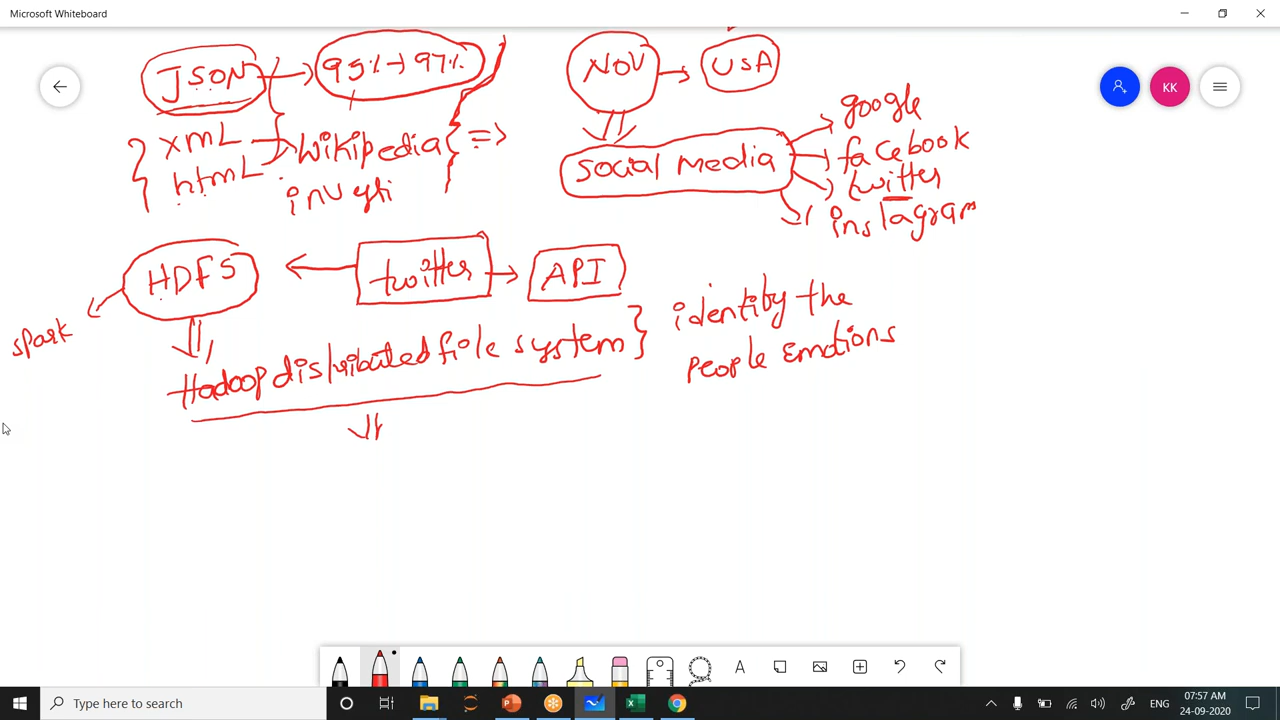 Microsoft Whiteboard
JSON
95% → 97%
NOV
USA
KK
xmL
html
wikipedia
investi
social media
google
facebook
twitter
instagram
HDFS
twitter
API
spark
Hadoop distributed file system
identiby the
people Emotions
A
Type here to search
ENG
07:57 AM
24-09-2020